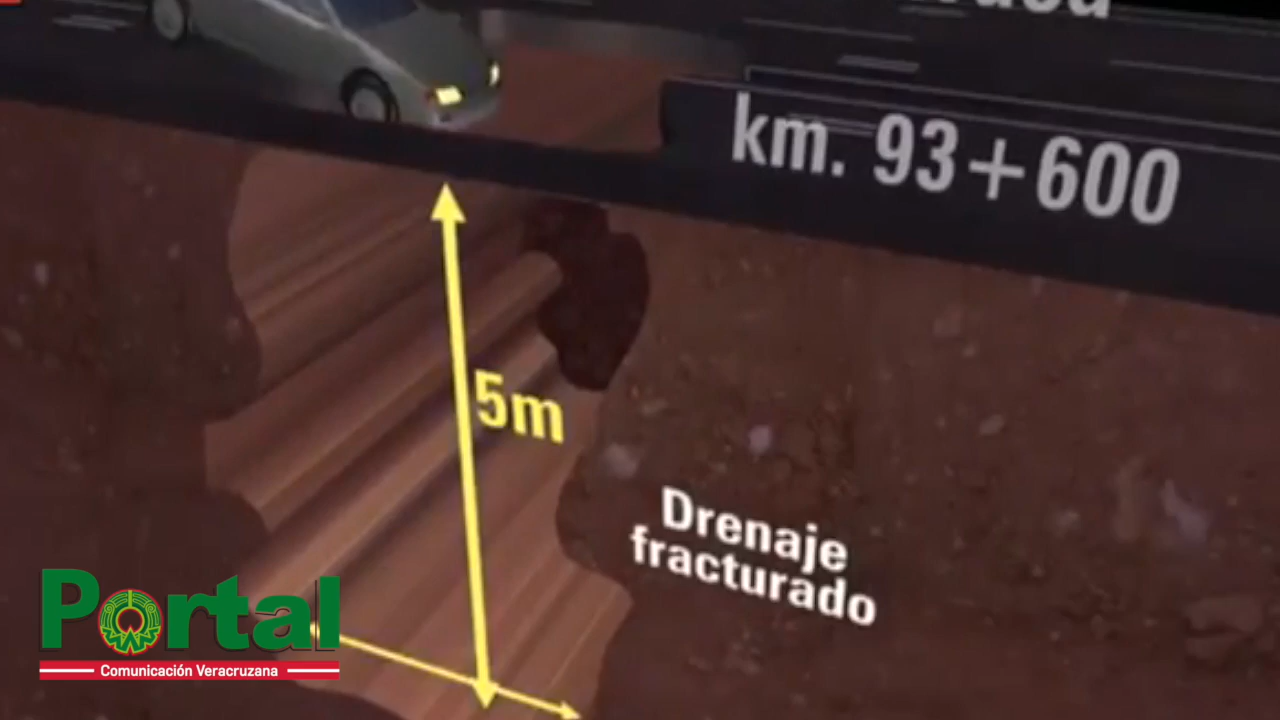 km. 93+600
5m
Drenaje
fracturado
Portal
Comunicación Veracruzana